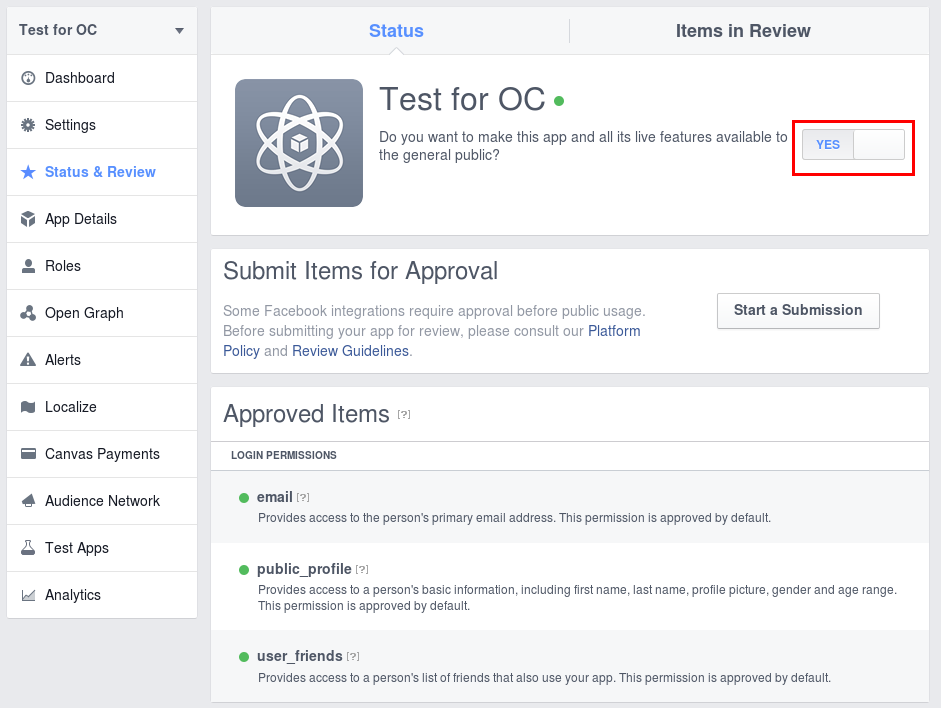 Test for OC
Dashboard
Settings
Status & Review
App Details
Roles
Open Graph
Alerts
Localize
Canvas Payments
Audience Network
Test Apps
Analytics
Status
Items in Review
Test for OC
Do you want to make this app and all its live features available to
the general public?
YES
Submit Items for Approval
Some Facebook integrations require approval before public usage.
Before submitting your app for review, please consult our Platform
Policy and Review Guidelines.
Start a Submission
Approved Items [?]
LOGIN PERMISSIONS
email [?]
Provides access to the person's primary email address. This permission is approved by default.
public_profile [?]
Provides access to a person's basic information, including first name, last name, profile picture, gender and age range.
This permission is approved by default.
user_friends [?]
Provides access to a person's list of friends that also use your app. This permission is approved by default.